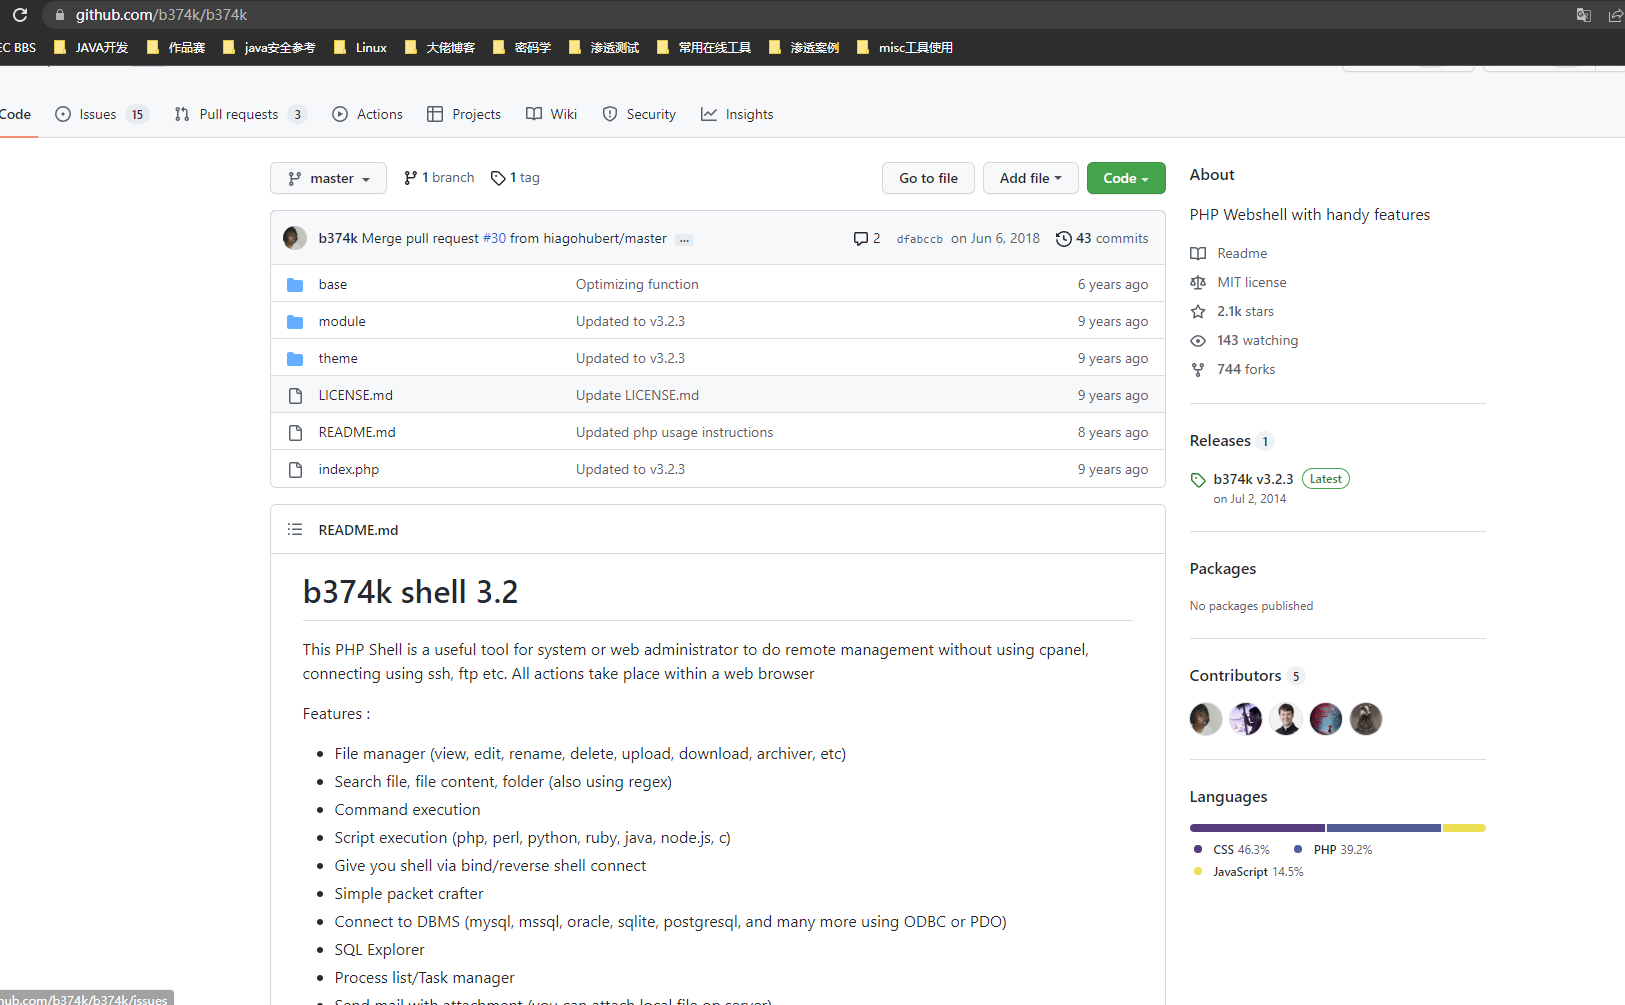 github.com/b374k/b374k
EC BBS JAVA开发 作品赛 java安全参考 Linux 大佬博客 密码学 渗透测试 常用在线工具 渗透案例 misc工具使用
Code Issues 15 Pull requests 3 Actions Projects Wiki Security Insights
master 1 branch 1 tag Go to file Add file Code
b374k Merge pull request #30 from hiagohubert/master ... 2 dfabccb on Jun 6, 2018 43 commits
base Optimizing function 6 years ago
module Updated to v3.2.3 9 years ago
theme Updated to v3.2.3 9 years ago
LICENSE.md Update LICENSE.md 9 years ago
README.md Updated php usage instructions 8 years ago
index.php Updated to v3.2.3 9 years ago
README.md
b374k shell 3.2
This PHP Shell is a useful tool for system or web administrator to do remote management without using cpanel,
connecting using ssh, ftp etc. All actions take place within a web browser
Features :
File manager (view, edit, rename, delete, upload, download, archiver, etc)
Search file, file content, folder (also using regex)
Command execution
Script execution (php, perl, python, ruby, java, node.js, c)
Give you shell via bind/reverse shell connect
Simple packet crafter
Connect to DBMS (mysql, mssql, oracle, sqlite, postgresql, and many more using ODBC or PDO)
SQL Explorer
Process list/Task manager
Send mail with attachment (you can attach local file on server)
hub.com/b374k/b374k/issues
About
PHP Webshell with handy features
Readme
MIT license
2.1k stars
143 watching
744 forks
Releases 1
b374k v3.2.3 Latest
on Jul 2, 2014
Packages
No packages published
Contributors 5
Languages
CSS 46.3% PHP 39.2%
JavaScript 14.5%